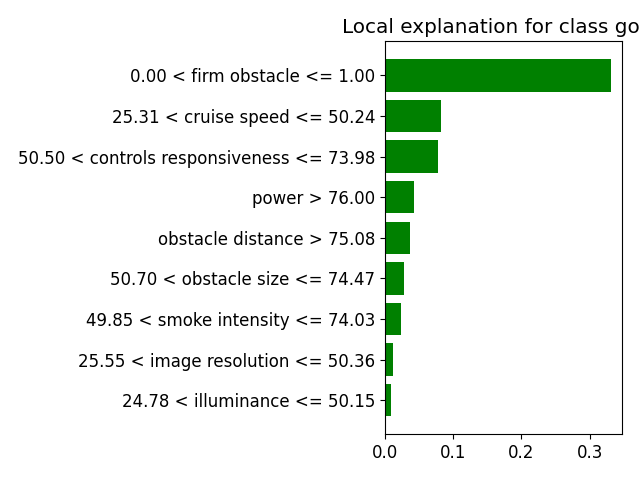 Local explanation for class go
0.00 < firm obstacle <= 1.00
25.31 < cruise speed <= 50.24
50.50 < controls responsiveness <= 73.98
power > 76.00
obstacle distance > 75.08
50.70 < obstacle size <= 74.47
49.85 < smoke intensity <= 74.03
25.55 < image resolution <= 50.36
24.78 < illuminance <= 50.15
0.0 0.1 0.2 0.3